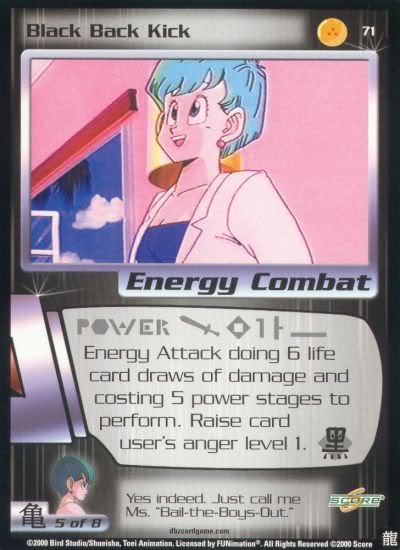 Black Back Kick
71
Energy Combat
POWER
Energy Attack doing 6 life
card draws of damage and
costing 5 power stages to
perform. Raise card
user's anger level 1.
黒
Yes indeed. Just call me
Ms. "Bail-the-Boys-Out."
SCORE
亀 5 of 8
dbzcardgame.com
©2000 Bird Studio/Shueisha, Toei Animation. Licensed by FUNimation®. All Rights Reserved ©2000 Score
龍